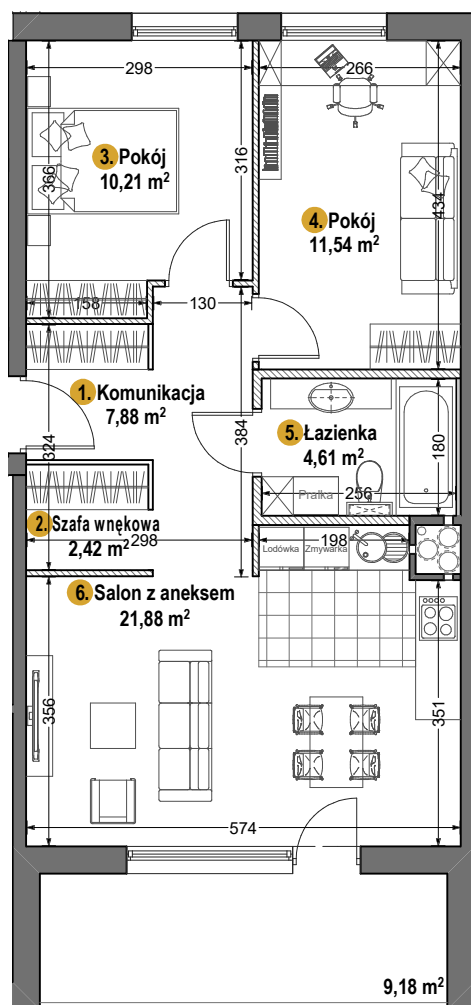 298
266
3. Pokój
10,21 m²
366
316
4. Pokój
11,54 m²
434
158
130
1. Komunikacja
7,88 m²
324
384
5. Łazienka
4,61 m²
180
Pralka
256
2. Szafa wnękowa
2,42 m²
298
198
Lodówka
Zmywarka
6. Salon z aneksem
21,88 m²
356
351
574
9,18 m²